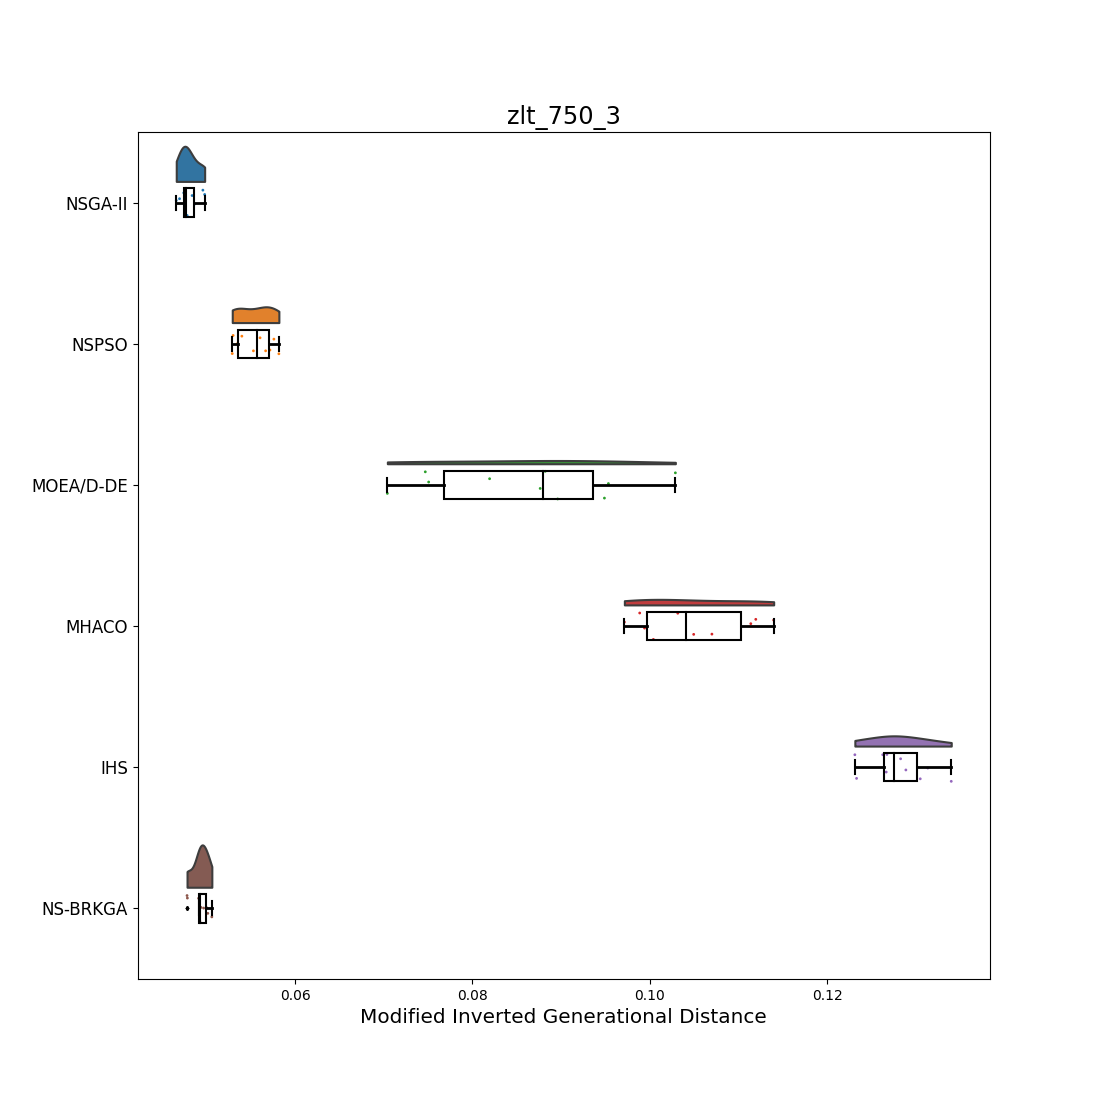 zlt_750_3
NSGA-II
NSPSO
MOEA/D-DE
MHACO
IHS
NS-BRKGA
0.06
0.08
0.10
0.12
Modified Inverted Generational Distance